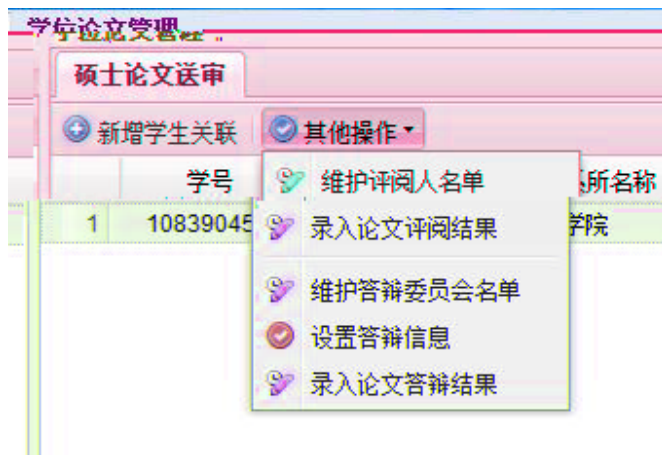 学位论文管理
硕士论文送审
新增学生关联 其他操作
学号 所名称
维护评阅人名单
1 10839045 学院
录入论文评阅结果
维护答辩委员会名单
设置答辩信息
录入论文答辩结果